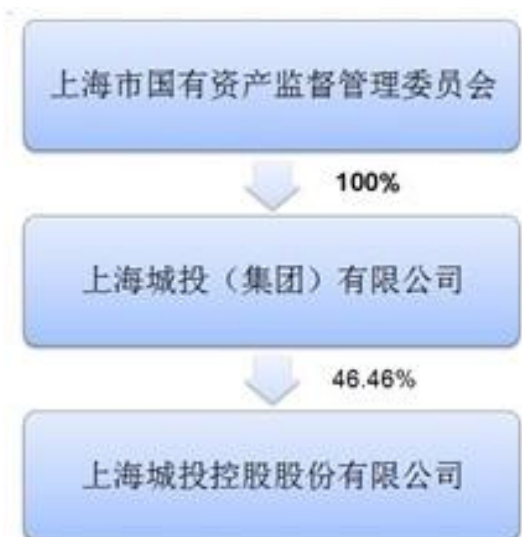 上海市国有资产监督管理委员会
100%
上海城投（集团）有限公司
46.46%
上海城投控股股份有限公司